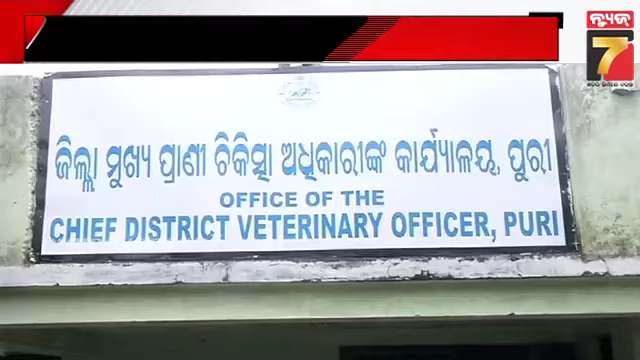 ନ୍ୟୁଜ୍
7
ଜିଲ୍ଲା ମୁଖ୍ୟ ପ୍ରାଣୀ ଚିକିତ୍ସା ଅଧିକାରୀଙ୍କ କାର୍ଯ୍ୟାଳୟ, ପୁରୀ
OFFICE OF THE
CHIEF DISTRICT VETERINARY OFFICER, PURI